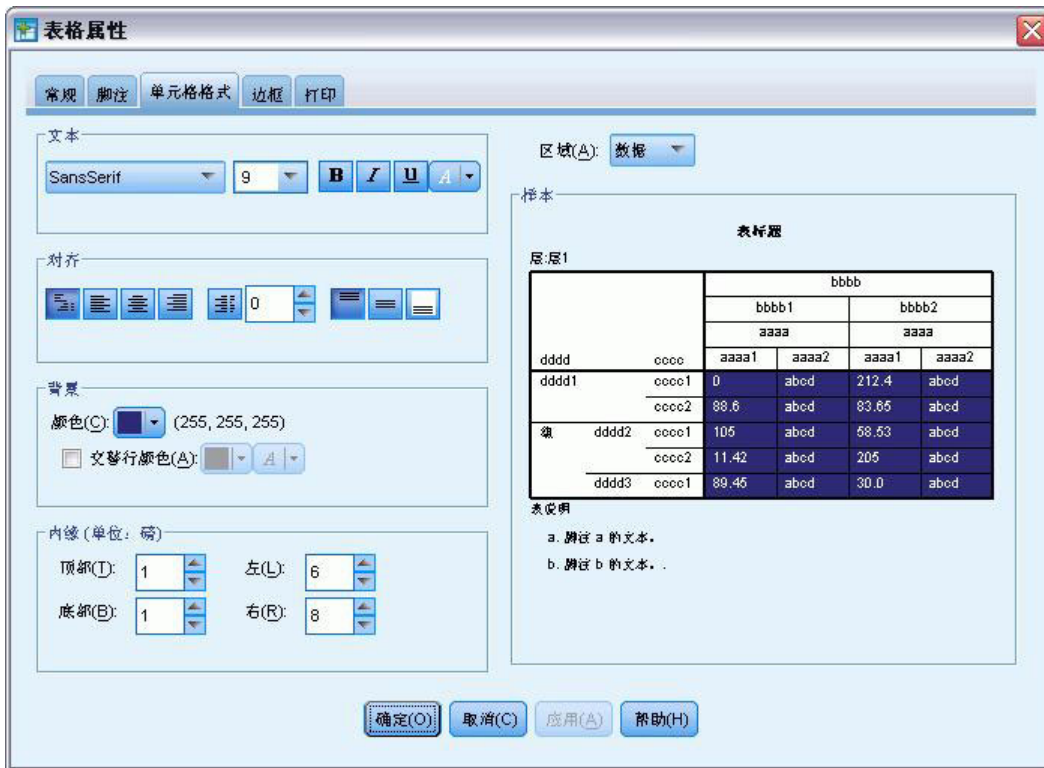 表格属性
常规 脚注 单元格格式 边框 打印
文本
SansSerif 9 B I U A
对齐
0
背景
颜色(C): (255, 255, 255)
交替行颜色(A): A
内缘(单位：磅)
顶部(T): 1 左(L): 6
底部(B): 1 右(R): 8
区域(A): 数据
样本
表标题
层:层1
bbbb
bbbb1 bbbb2
aaaa aaaa
dddd cccc aaaa1 aaaa2 aaaa1 aaaa2
dddd1 cccc1 0 abcd 212.4 abcd
cccc2 88.6 abcd 83.65 abcd
组 dddd2 cccc1 105 abcd 58.53 abcd
cccc2 11.42 abcd 205 abcd
dddd3 cccc1 89.45 abcd 30.0 abcd
表说明
a. 脚注 a 的文本。
b. 脚注 b 的文本。.
确定(O) 取消(C) 应用(A) 帮助(H)